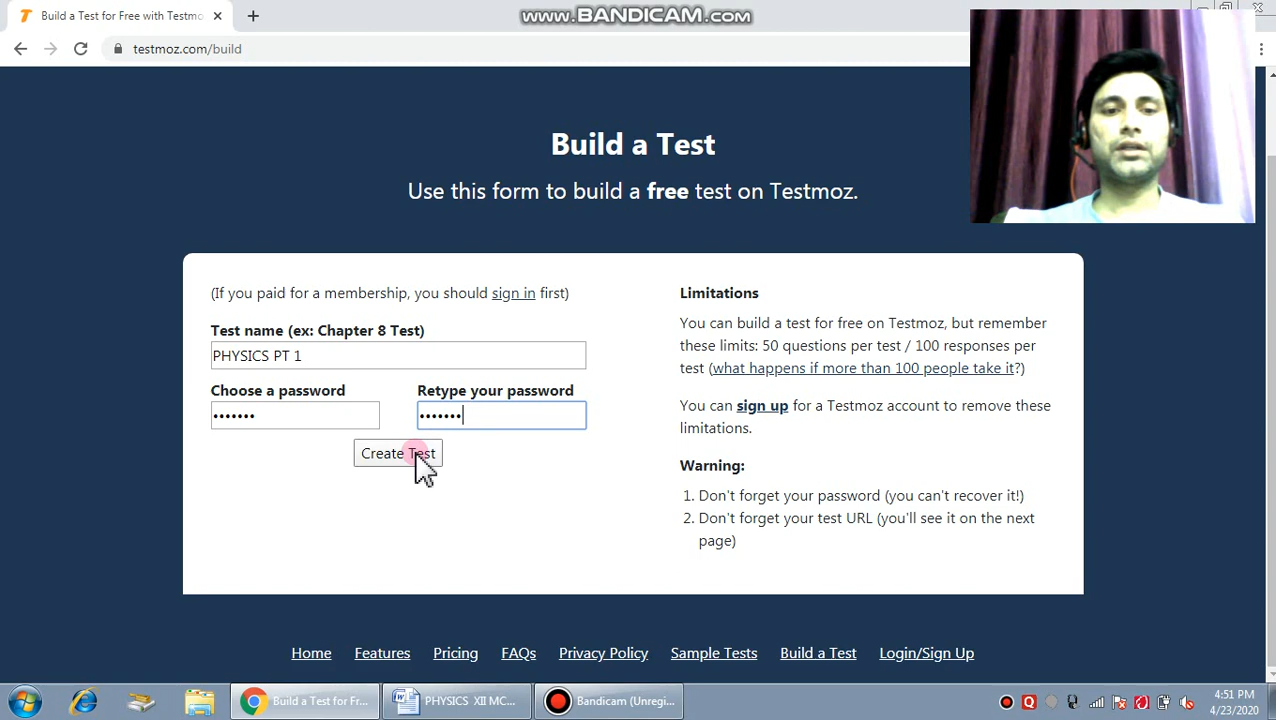 Build a Test for Free with Testmo
www.BANDICAM.com
testmoz.com/build
Build a Test
Use this form to build a free test on Testmoz.
(If you paid for a membership, you should sign in first)
Test name (ex: Chapter 8 Test)
PHYSICS PT 1
Choose a password
Retype your password
•••••••
•••••••
Create Test
Limitations
You can build a test for free on Testmoz, but remember
these limits: 50 questions per test / 100 responses per
test (what happens if more than 100 people take it?)
You can sign up for a Testmoz account to remove these
limitations.
Warning:
1. Don't forget your password (you can't recover it!)
2. Don't forget your test URL (you'll see it on the next
page)
Home Features Pricing FAQs Privacy Policy Sample Tests Build a Test Login/Sign Up
Build a Test for Fr...
PHYSICS XII MC...
Bandicam (Unregi...
4:51 PM
4/23/2020